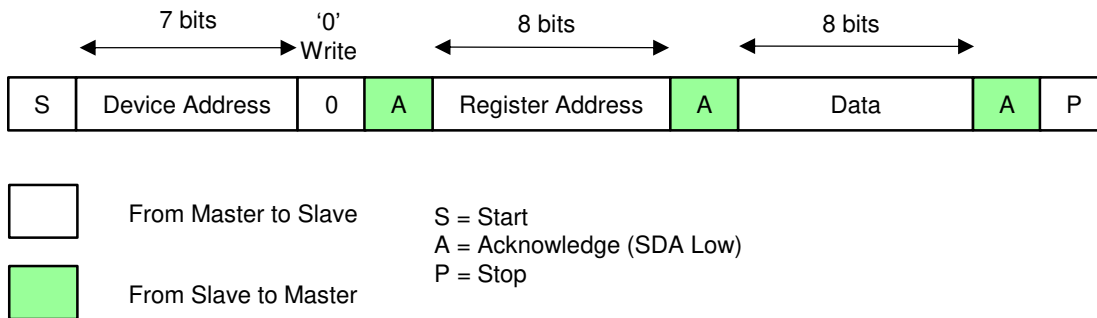 7 bits ‘0’ 8 bits 8 bits
Write
S Device Address 0 A Register Address A Data A P
From Master to Slave
S = Start
A = Acknowledge (SDA Low)
P = Stop
From Slave to Master